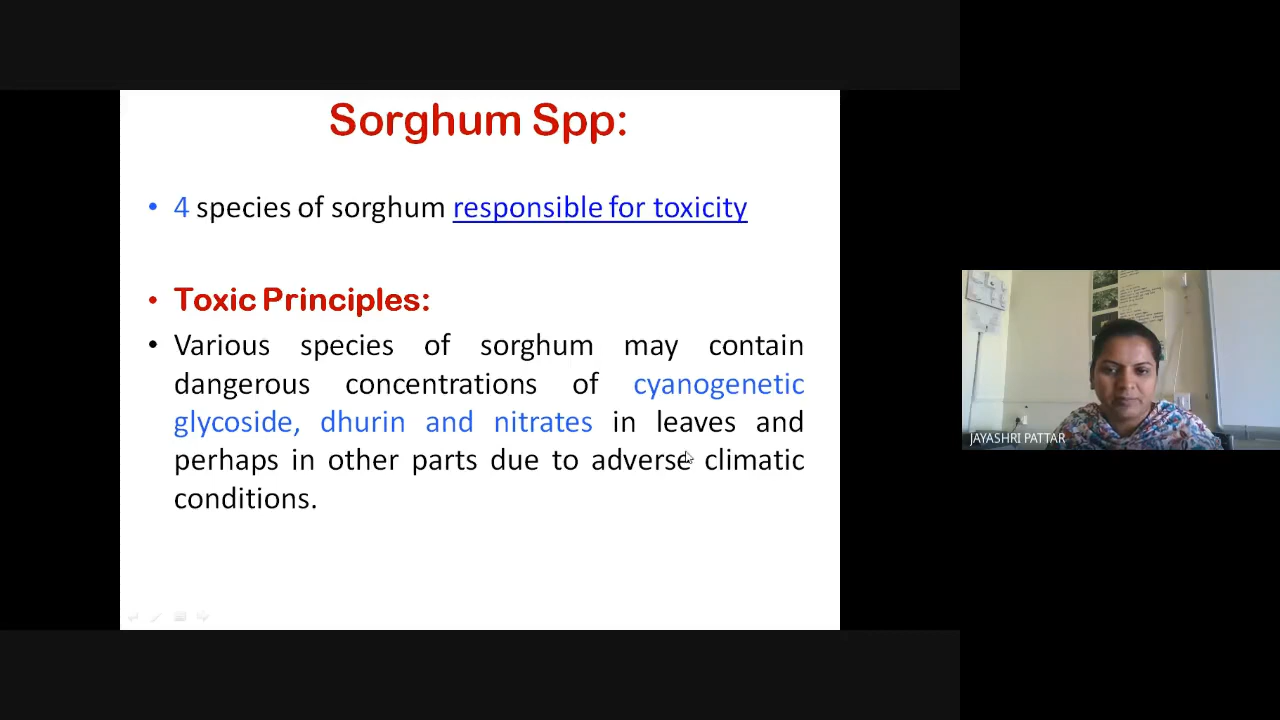 Sorghum Spp:
• 4 species of sorghum responsible for toxicity
• Toxic Principles:
• Various species of sorghum may contain
dangerous concentrations of cyanogenetic
glycoside, dhurin and nitrates in leaves and
perhaps in other parts due to adverse climatic
conditions.
JAYASHRI PATTAR